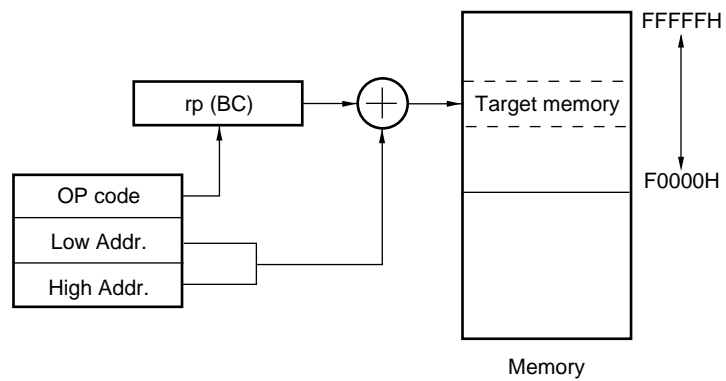 FFFFFH
rp (BC)
Target memory
F0000H
OP code
Low Addr.
High Addr.
Memory